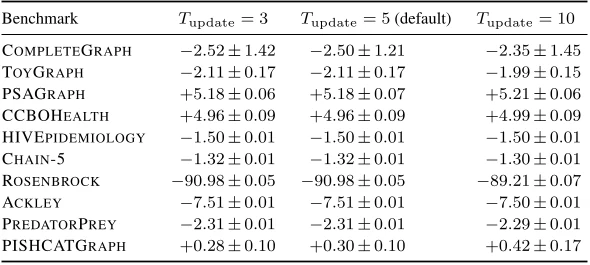 Benchmark T_update = 3 T_update = 5 (default) T_update = 10
COMPLETEGRAPH −2.52 ± 1.42 −2.50 ± 1.21 −2.35 ± 1.45
TOYGRAPH −2.11 ± 0.17 −2.11 ± 0.17 −1.99 ± 0.15
PSAGRAPH +5.18 ± 0.06 +5.18 ± 0.07 +5.21 ± 0.06
CCBOHEALTH +4.96 ± 0.09 +4.96 ± 0.09 +4.99 ± 0.09
HIVEPIDEMIOLOGY −1.50 ± 0.01 −1.50 ± 0.01 −1.50 ± 0.01
CHAIN-5 −1.32 ± 0.01 −1.32 ± 0.01 −1.30 ± 0.01
ROSENBROCK −90.98 ± 0.05 −90.98 ± 0.05 −89.21 ± 0.07
ACKLEY −7.51 ± 0.01 −7.51 ± 0.01 −7.50 ± 0.01
PREDATORPREY −2.31 ± 0.01 −2.31 ± 0.01 −2.29 ± 0.01
PISHCATGRAPH +0.28 ± 0.10 +0.30 ± 0.10 +0.42 ± 0.17